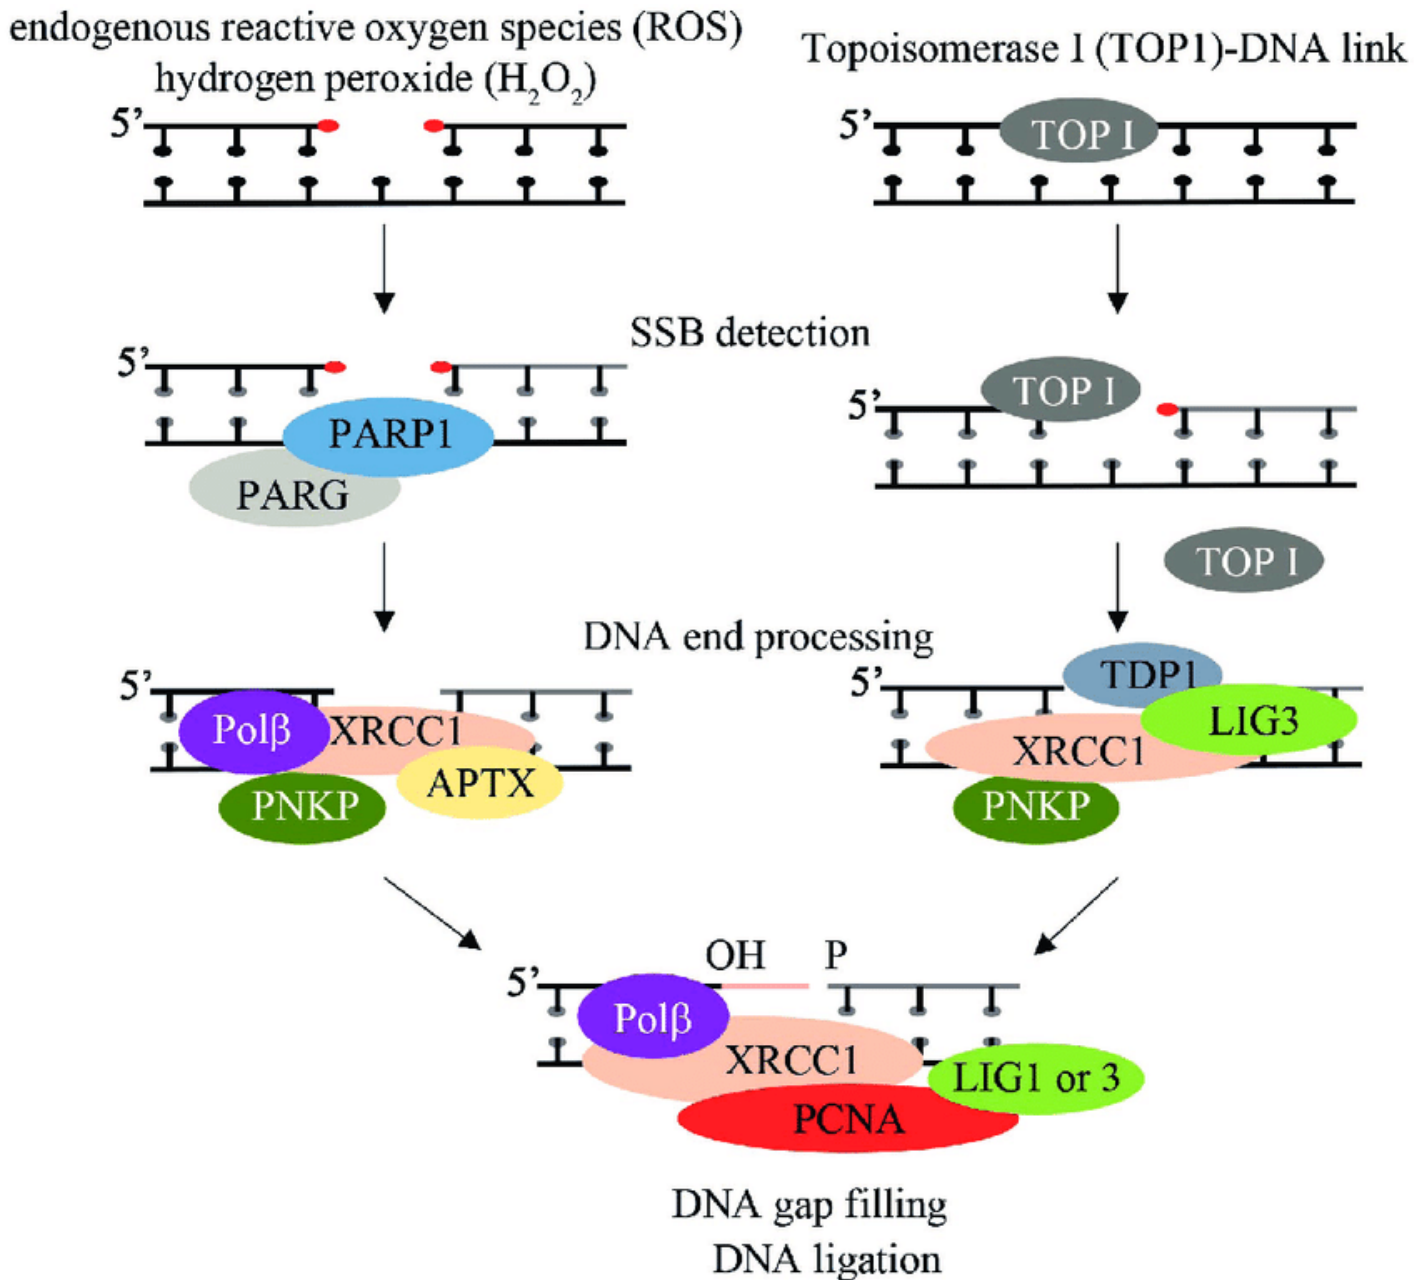 endogenous reactive oxygen species (ROS)
hydrogen peroxide (H₂O₂)
Topoisomerase I (TOP1)-DNA link
5’
5’
TOP I
SSB detection
5’
PARP1
PARG
TOP I
5’
TOP I
DNA end processing
5’
Polβ
XRCC1
APTX
PNKP
5’
TDP1
LIG3
XRCC1
PNKP
OH P
5’
Polβ
XRCC1
LIG1 or 3
PCNA
DNA gap filling
DNA ligation